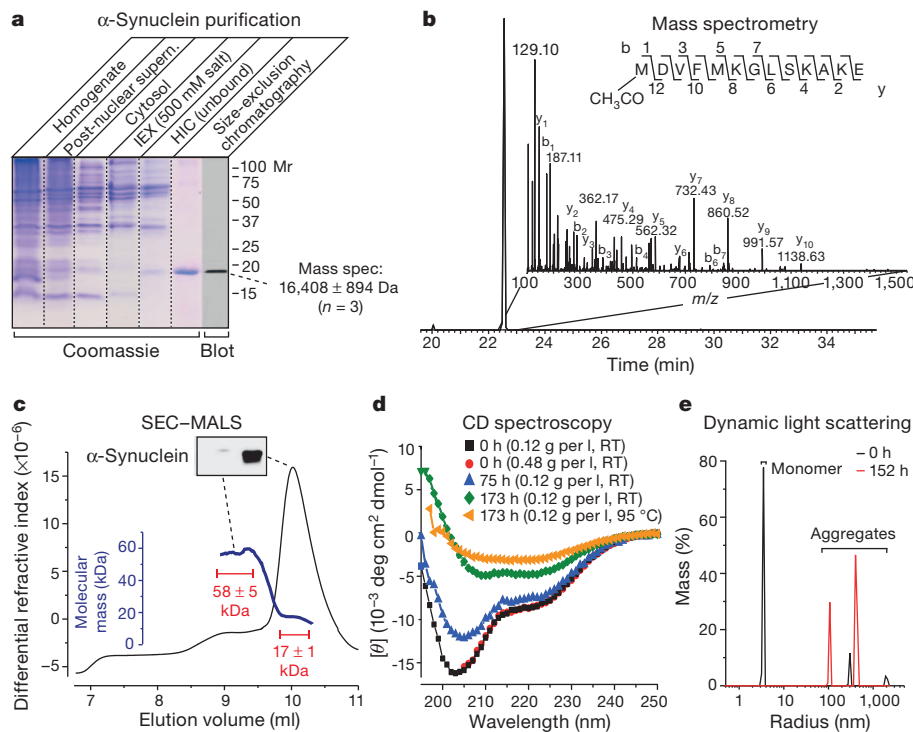 a
α-Synuclein purification
Homogenate
Post-nuclear supern.
Cytosol
IEX (500 mM salt)
HIC (unbound)
Size-exclusion
chromatography
100 Mr
75
50
37
25
20
15
Mass spec:
16,408 ± 894 Da
(n = 3)
Coomassie
Blot
b
Mass spectrometry
129.10
b 1 3 5 7
MDVFMKGLSKAKE
CH₃CO
12 10 8 6 4 2 y
y₁
b₁
187.11
y₂
b₂
y₃
362.17
b₃
y₄
475.29
b₄
y₅
562.32
y₆
y₇
732.43
b₆
b₇
y₈
860.52
y₉
991.57
y₁₀
1138.63
100 300 500 700 900 1,100 1,300 1,500
m/z
20 22 24 26 28 30 32 34
Time (min)
c
SEC–MALS
α-Synuclein
Differential refractive index (×10⁻⁶)
15
10
5
0
−5
Molecular
mass (kDa)
60
40
20
0
58 ± 5
kDa
17 ± 1
kDa
7 8 9 10 11
Elution volume (ml)
d
CD spectroscopy
0 h (0.12 g per l, RT)
0 h (0.48 g per l, RT)
75 h (0.12 g per l, RT)
173 h (0.12 g per l, RT)
173 h (0.12 g per l, 95 °C)
[θ] (10⁻³ deg cm² dmol⁻¹)
5
0
−5
−10
−15
200 210 220 230 240 250
Wavelength (nm)
e
Dynamic light scattering
0 h
152 h
Monomer
Aggregates
Mass (%)
80
60
40
20
0
1 10 100 1,000
Radius (nm)